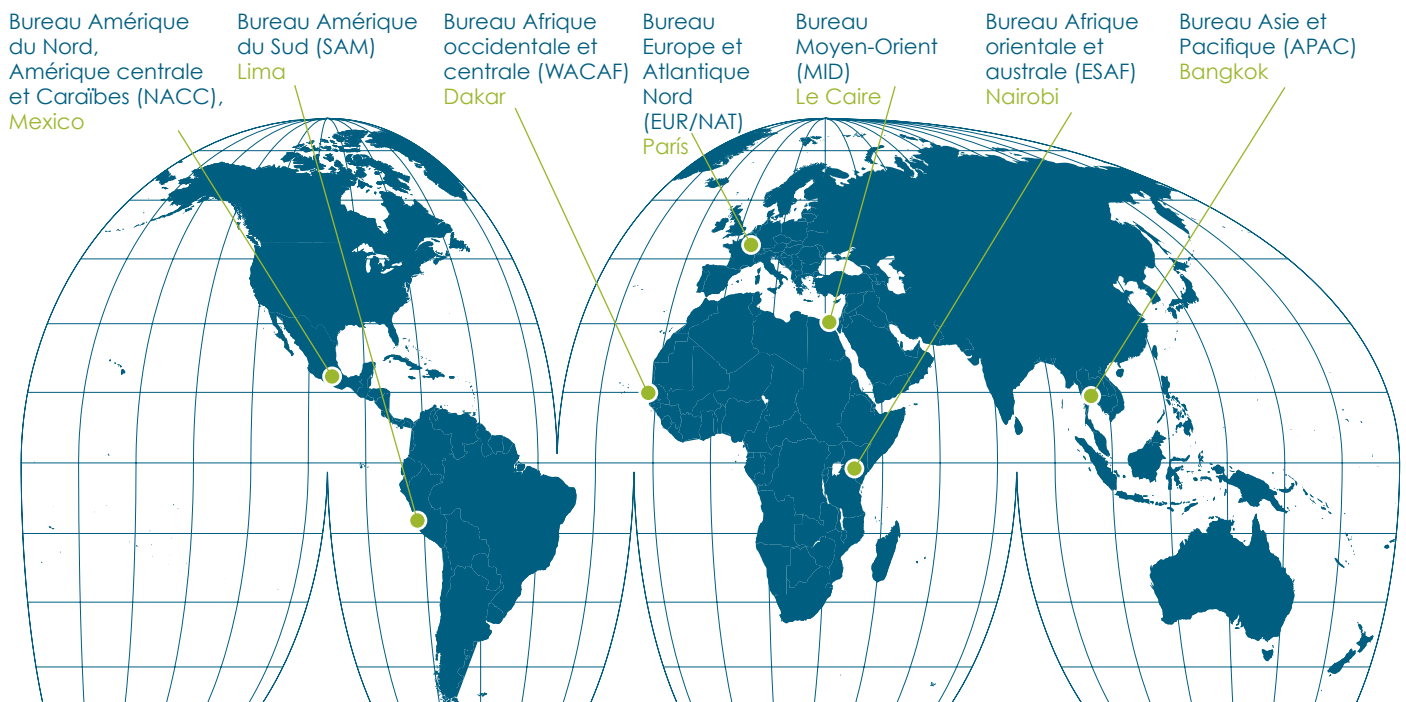 Bureau Amérique
du Nord,
Amérique centrale
et Caraïbes (NACC),
Mexico
Bureau Amérique
du Sud (SAM)
Lima
Bureau Afrique
occidentale et
centrale (WACAF)
Dakar
Bureau
Europe et
Atlantique
Nord
(EUR/NAT)
París
Bureau
Moyen-Orient
(MID)
Le Caire
Bureau Afrique
orientale et
australe (ESAF)
Nairobi
Bureau Asie et
Pacifique (APAC)
Bangkok